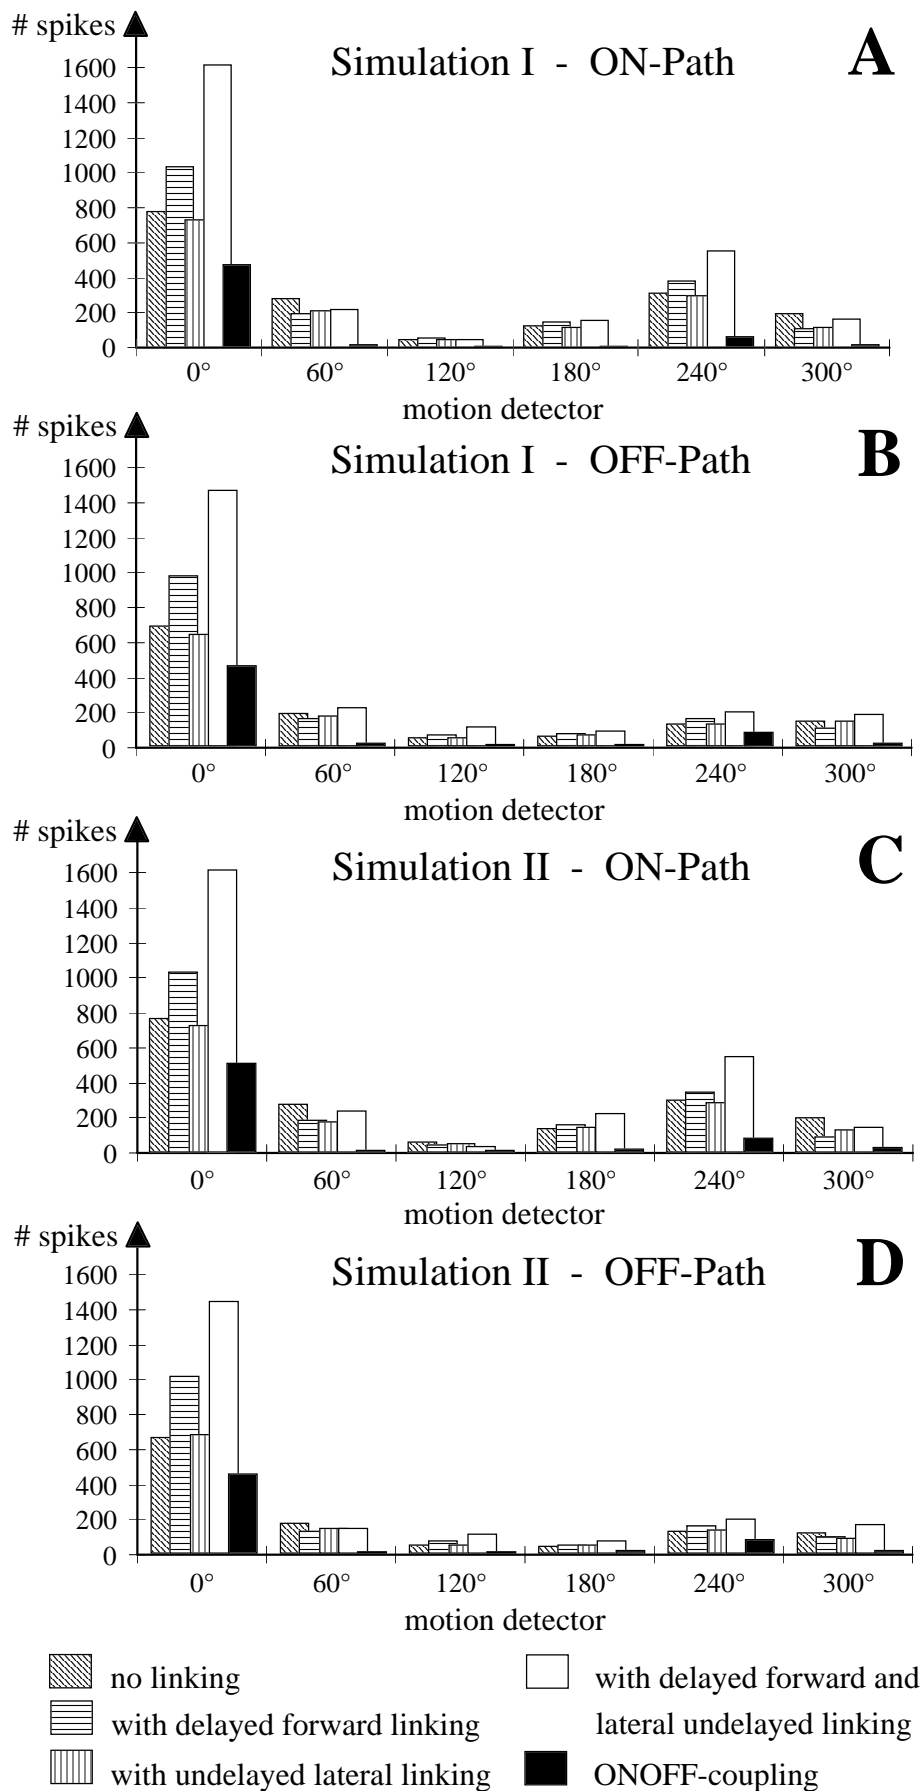 # spikes
Simulation I - ON-Path
A
1600
1400
1200
1000
800
600
400
200
0
0° 60° 120° 180° 240° 300°
motion detector
# spikes
Simulation I - OFF-Path
B
1600
1400
1200
1000
800
600
400
200
0
0° 60° 120° 180° 240° 300°
motion detector
# spikes
Simulation II - ON-Path
C
1600
1400
1200
1000
800
600
400
200
0
0° 60° 120° 180° 240° 300°
motion detector
# spikes
Simulation II - OFF-Path
D
1600
1400
1200
1000
800
600
400
200
0
0° 60° 120° 180° 240° 300°
motion detector
no linking
with delayed forward linking
with undelayed lateral linking
with delayed forward and
lateral undelayed linking
ONOFF-coupling